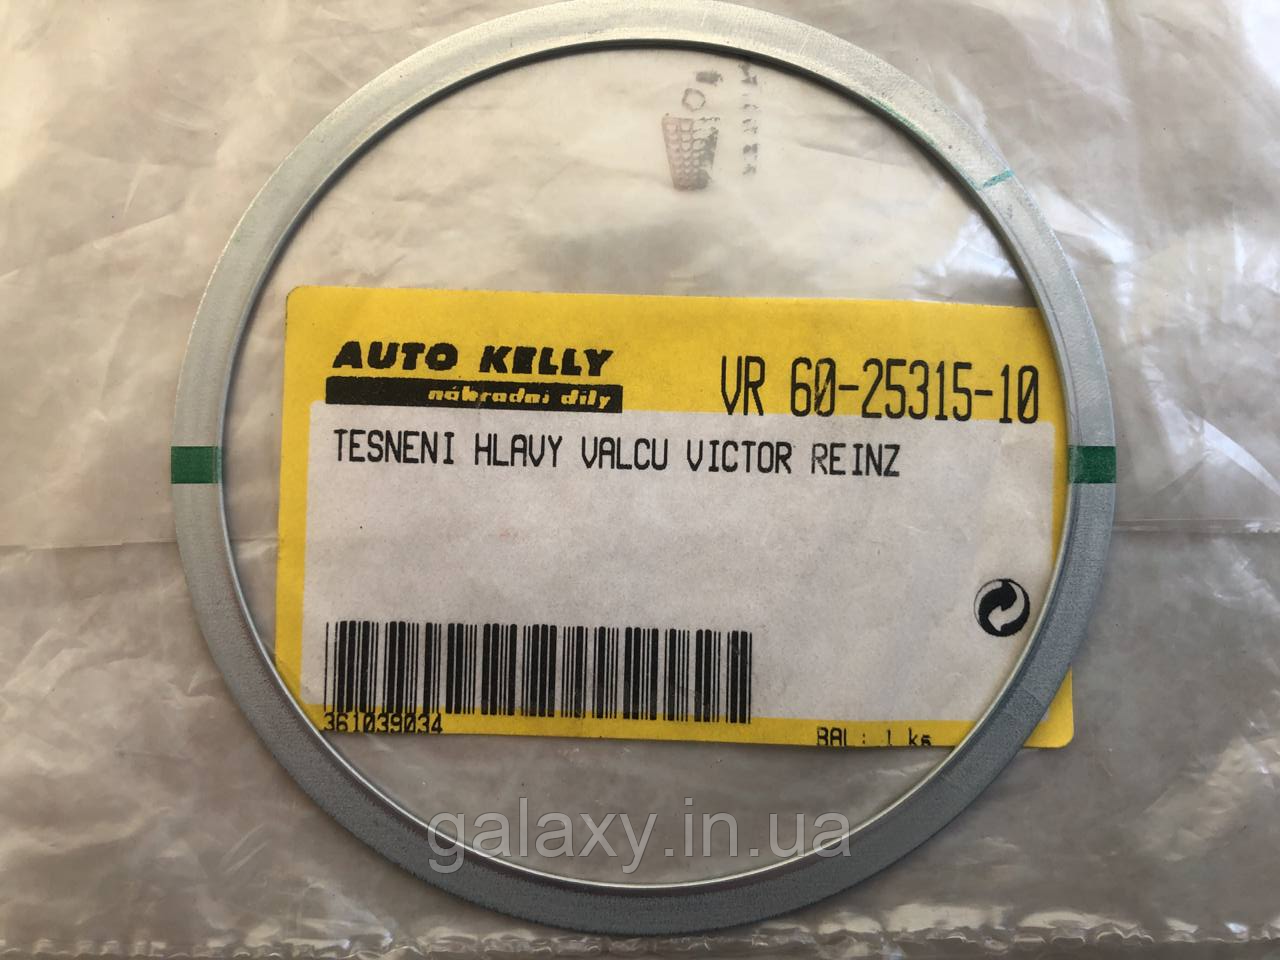 AUTO KELLY
náhradní díly
VR 60-25315-10
TESNENI HLAVY VALCU VICTOR REINZ
361039034
BAL: 1 ks
galaxy.in.ua